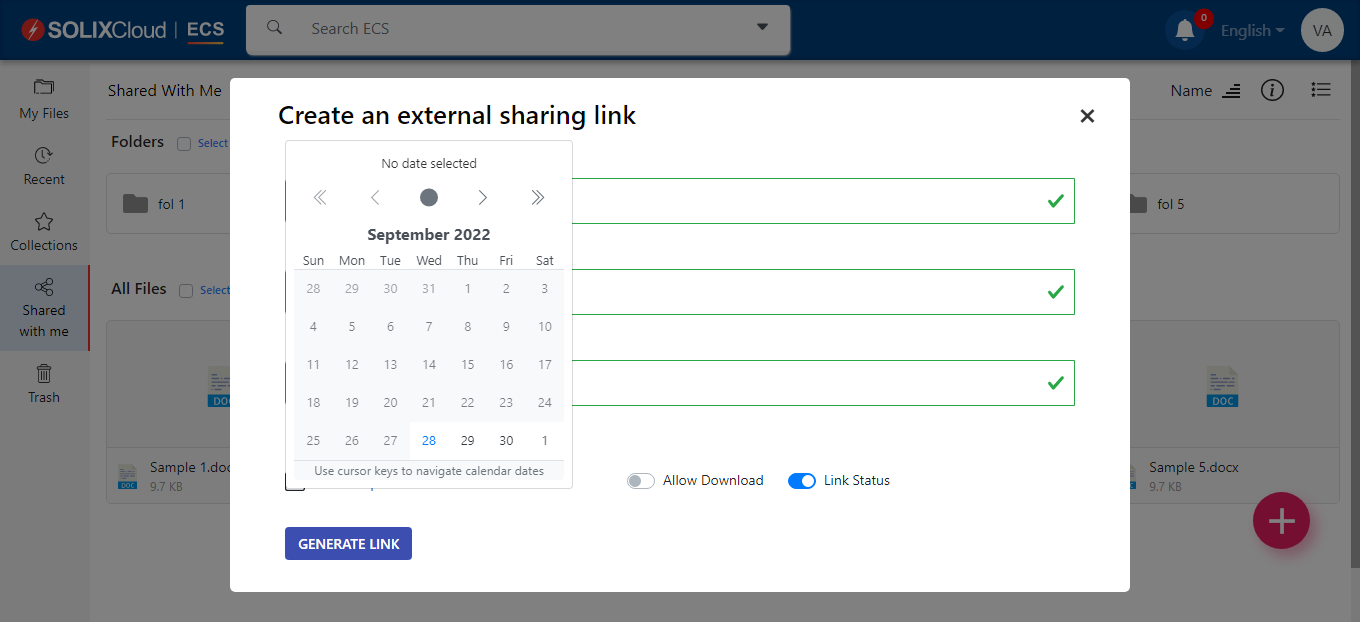 SOLIXCloud | ECS
Search ECS
0
English
VA
My Files
Recent
Collections
Shared
with me
Trash
Shared With Me
Name
Folders
Select
fol 1
fol 5
All Files
Select
DOC
DOC
Sample 1.doc
9.7 KB
DOC
Sample 5.docx
9.7 KB
Create an external sharing link
No date selected
September 2022
Sun Mon Tue Wed Thu Fri Sat
28 29 30 31 1 2 3
4 5 6 7 8 9 10
11 12 13 14 15 16 17
18 19 20 21 22 23 24
25 26 27 28 29 30 1
Use cursor keys to navigate calendar dates
Allow Download
Link Status
GENERATE LINK